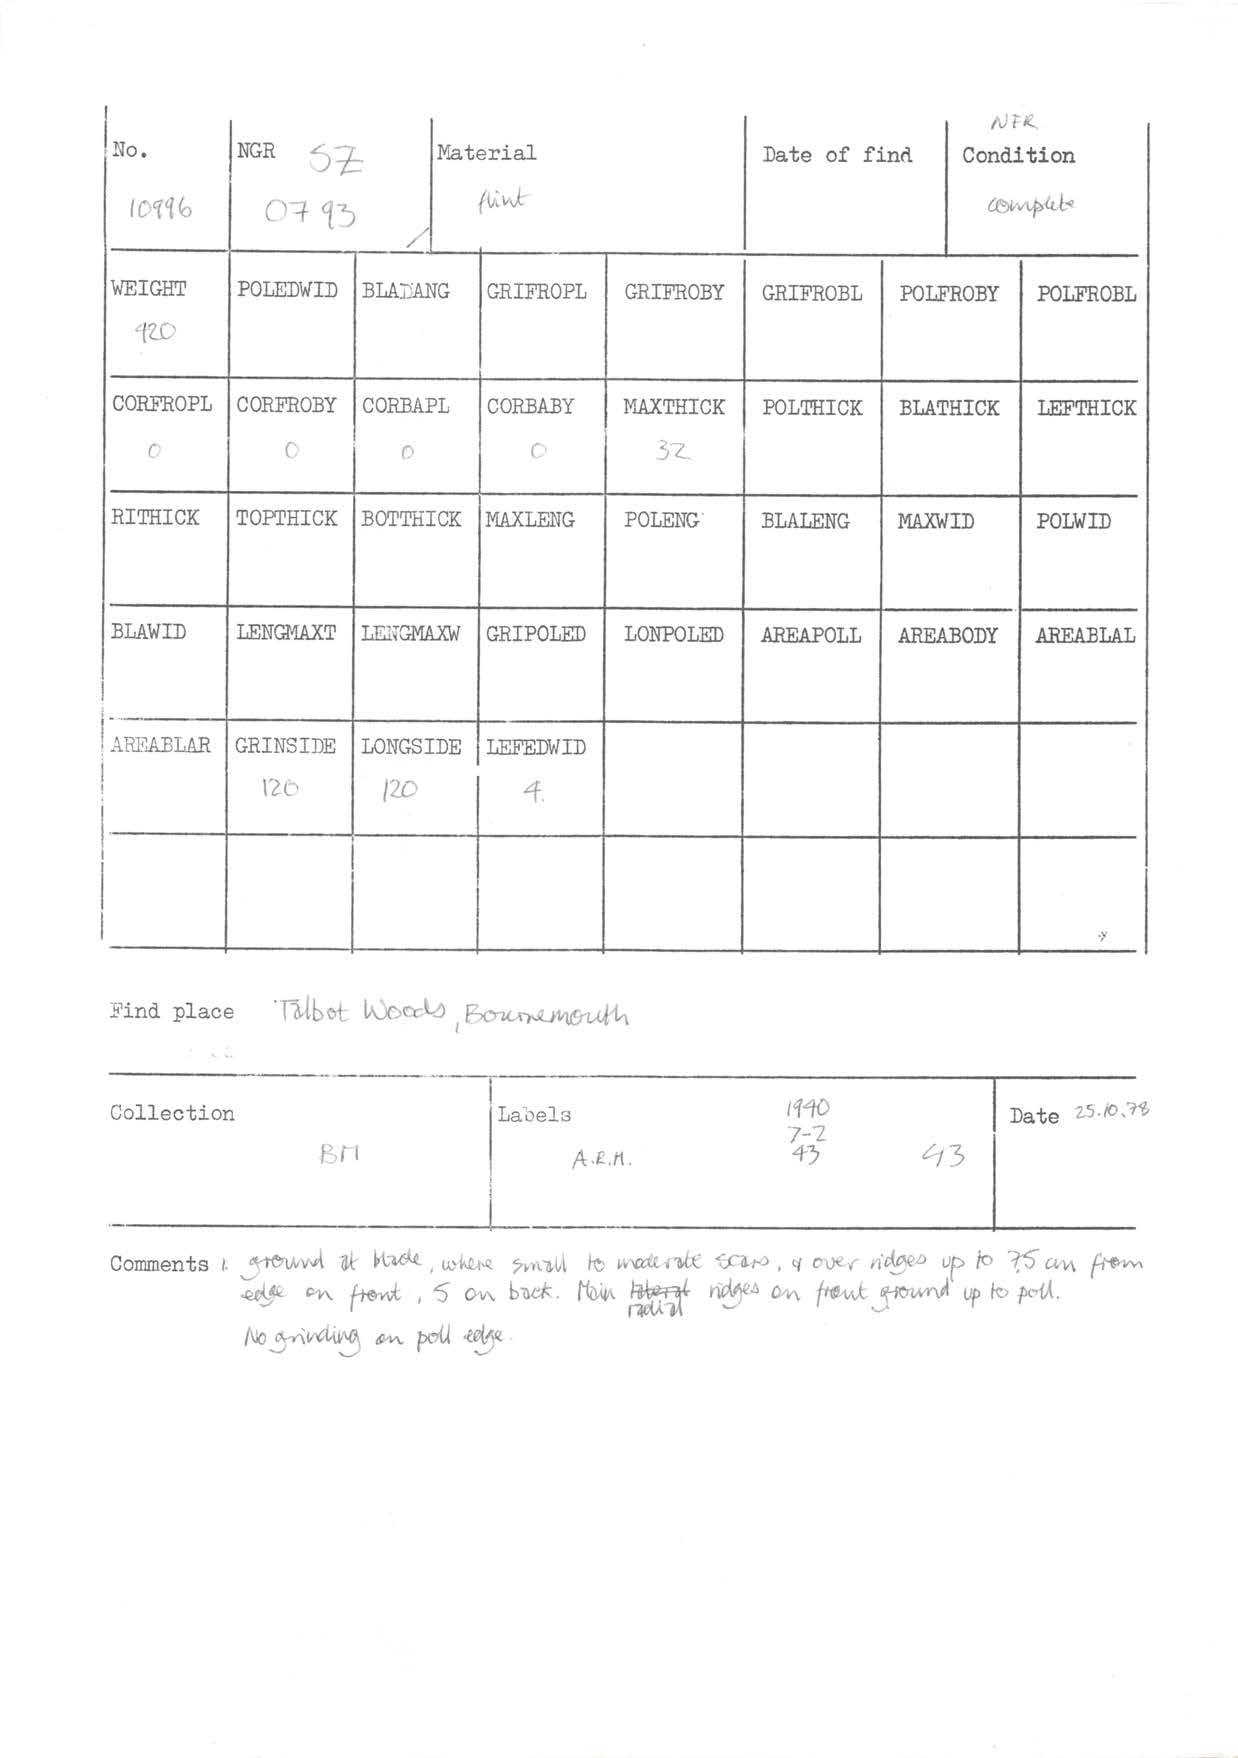 NFR
No. NGR SZ Material Date of find Condition
10996 07 93 flint complete
WEIGHT POLEDWID BLADANG GRIFROPL GRIFROBY GRIFROBL POLFROBY POLFROBL
420
CORFROPL CORFROBY CORBAPL CORBABY MAXTHICK POLTHICK BLATHICK LEFTHICK
0 0 0 0 32
RITHICK TOPTHICK BOTTHICK MAXLENG POLENG BLALENG MAXWID POLWID
BLAWID LENGMAXT LENGMAXW GRIPOLED LONPOLED AREAPOLL AREABODY AREABLAL
AREABLAR GRINSIDE LONGSIDE LEFEDWID
120 120 4.
Find place Talbot Woods, Bournemouth
Collection Labels 1940 Date 25.10.78
7-2
BM A.R.M. 43 43
Comments 1. ground at blade, where small to moderate scars, & over ridges up to 7.5 cm from
edge on front, 5 on back. Main lateral ridges on front ground up to poll.
radial
No grinding on poll edge.